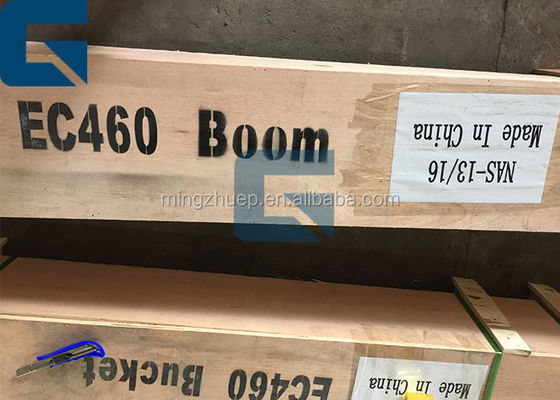 EC460 Boom
NAS-13/16
Made In China
mingzhuep.en.alibaba.com
EC460 Bucket
Made In China